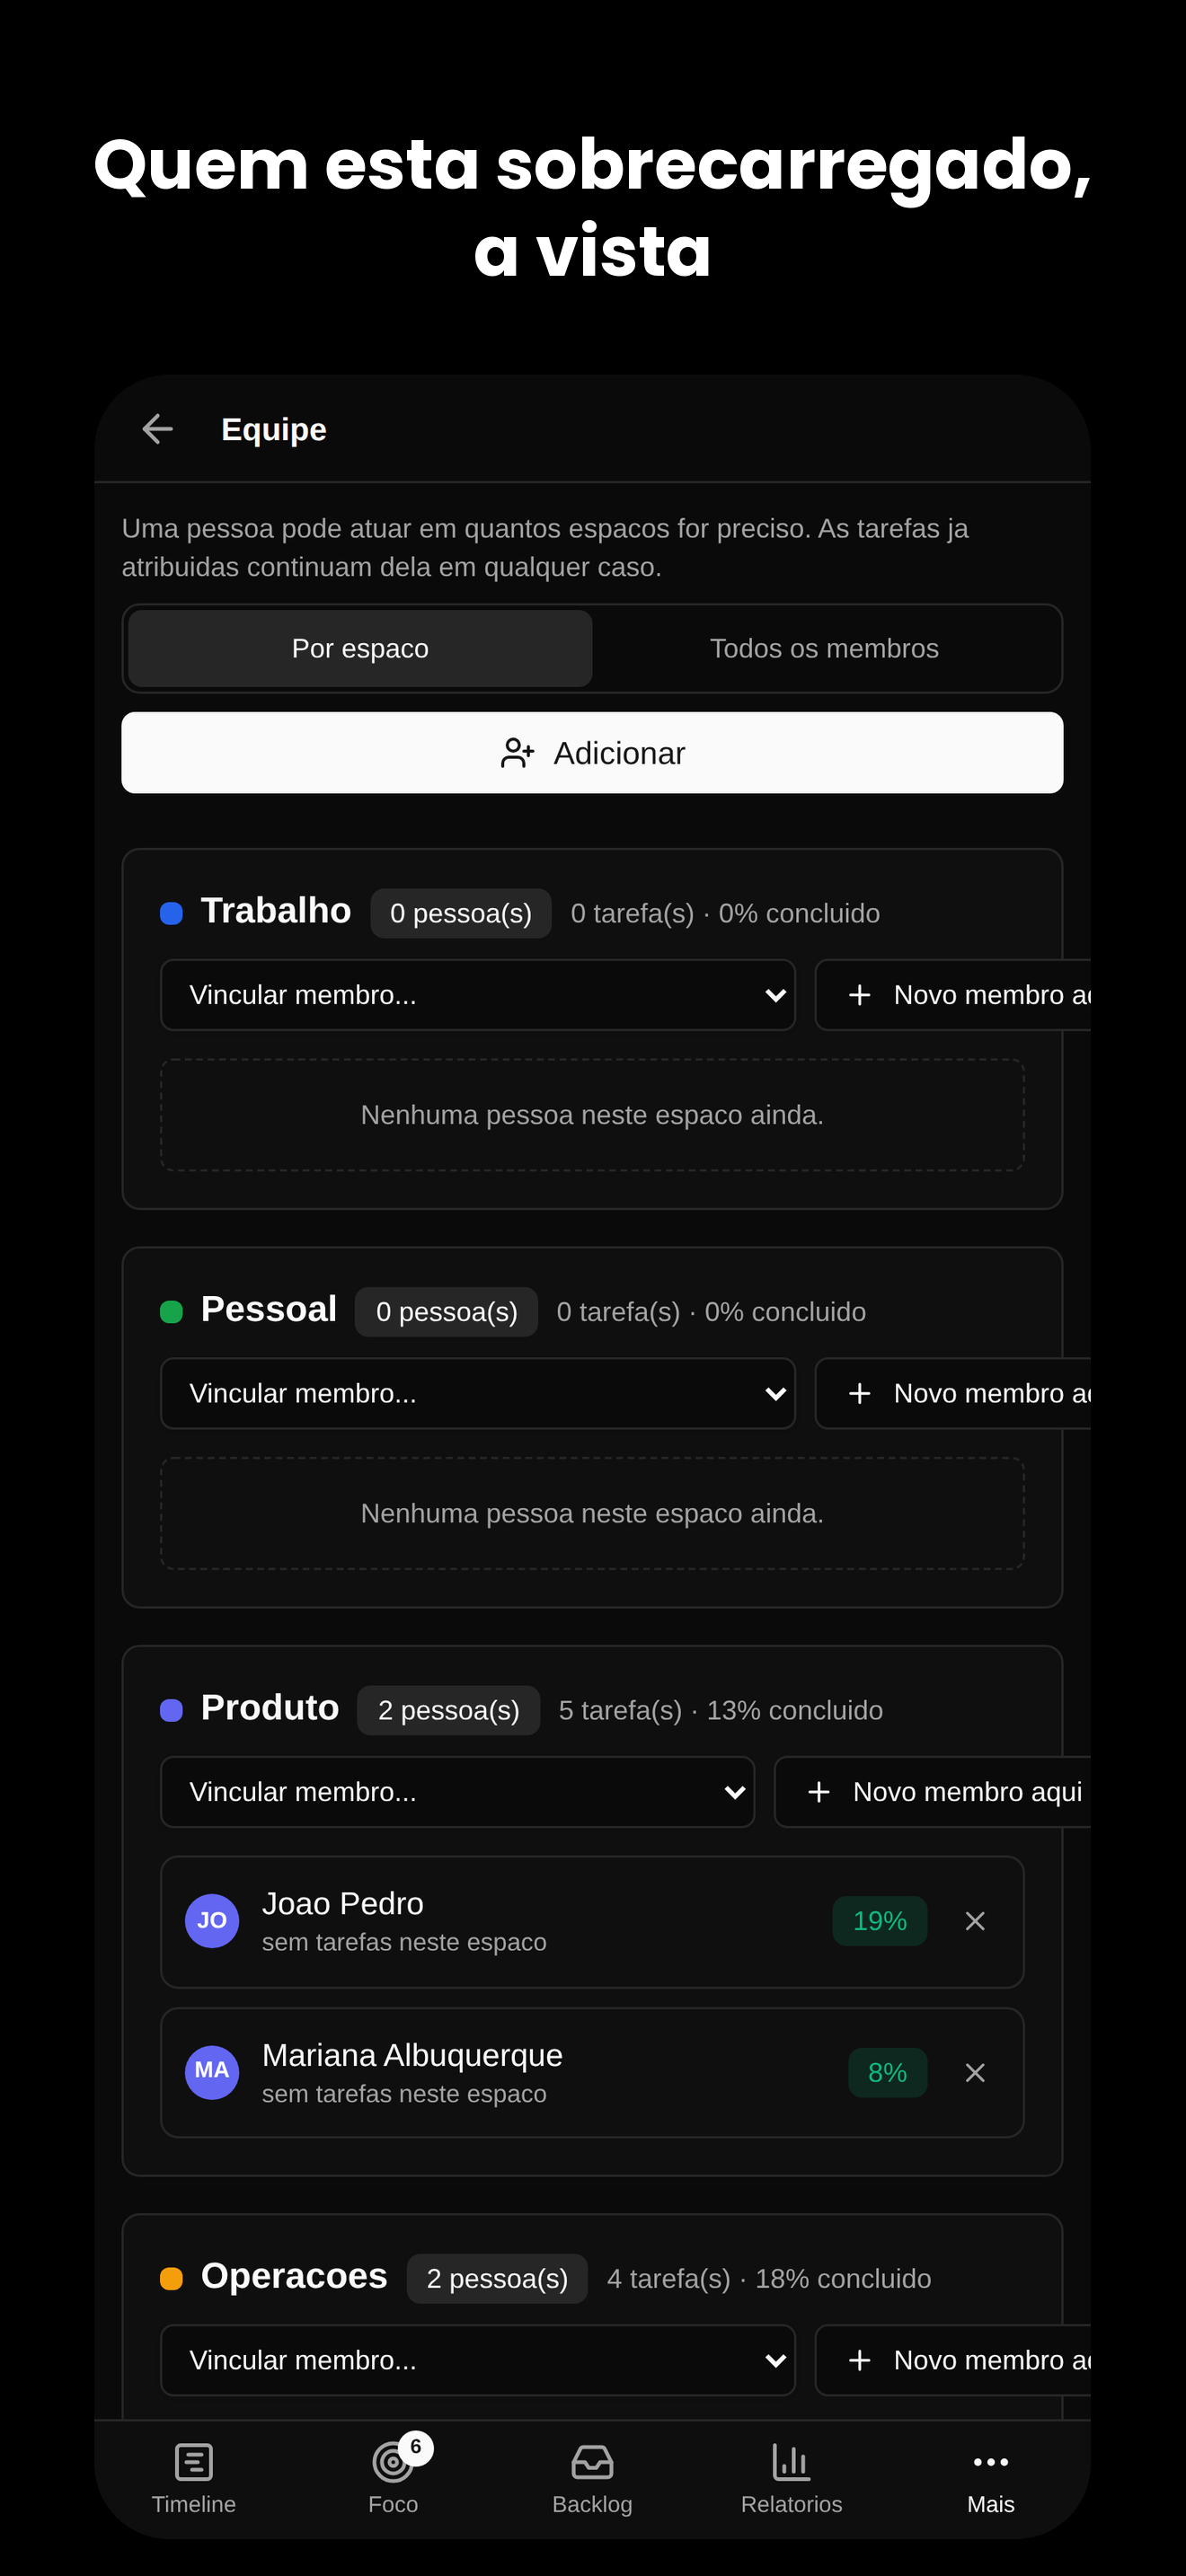 Quem esta sobrecarregado,
a vista
Equipe
Uma pessoa pode atuar em quantos espacos for preciso. As tarefas ja
atribuidas continuam dela em qualquer caso.
Por espaco
Todos os membros
Adicionar
Trabalho 0 pessoa(s) 0 tarefa(s) · 0% concluido
Vincular membro...
Novo membro
Nenhuma pessoa neste espaco ainda.
Pessoal 0 pessoa(s) 0 tarefa(s) · 0% concluido
Vincular membro...
Novo membro
Nenhuma pessoa neste espaco ainda.
Produto 2 pessoa(s) 5 tarefa(s) · 13% concluido
Vincular membro...
Novo membro aqui
JO
Joao Pedro
sem tarefas neste espaco
19%
MA
Mariana Albuquerque
sem tarefas neste espaco
8%
Operacoes 2 pessoa(s) 4 tarefa(s) · 18% concluido
Vincular membro...
Novo membro
6
Timeline
Foco
Backlog
Relatorios
Mais